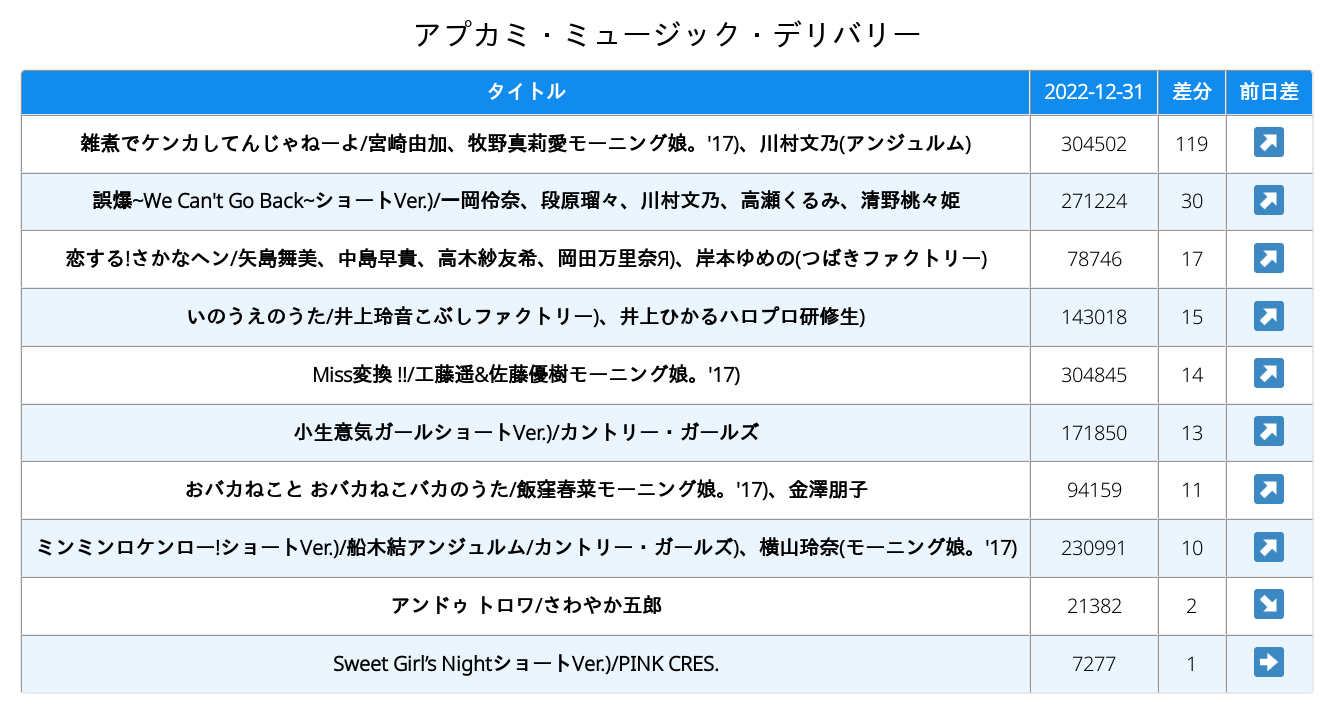 アプカミ・ミュージック・デリバリー
タイトル 2022-12-31 差分 前日差
雑煮でケンカしてんじゃねーよ/宮崎由加、牧野真莉愛モーニング娘。'17)、川村文乃(アンジュルム) 304502 119
誤爆~We Can't Go Back~ショートVer.)/一岡伶奈、段原瑠々、川村文乃、高瀬くるみ、清野桃々姫 271224 30
恋する!さかなヘン/矢島舞美、中島早貴、高木紗友希、岡田万里奈Я)、岸本ゆめの(つばきファクトリー) 78746 17
いのうえのうた/井上玲音こぶしファクトリー)、井上ひかるハロプロ研修生) 143018 15
Miss変換 !!/工藤遥&佐藤優樹モーニング娘。'17) 304845 14
小生意気ガールショートVer.)/カントリー・ガールズ 171850 13
おバカねこと おバカねこバカのうた/飯窪春菜モーニング娘。'17)、金澤朋子 94159 11
ミンミンロケンロー!ショートVer.)/船木結アンジュルム/カントリー・ガールズ)、横山玲奈(モーニング娘。'17) 230991 10
アンドゥ トロワ/さわやか五郎 21382 2
Sweet Girl’s NightショートVer.)/PINK CRES. 7277 1